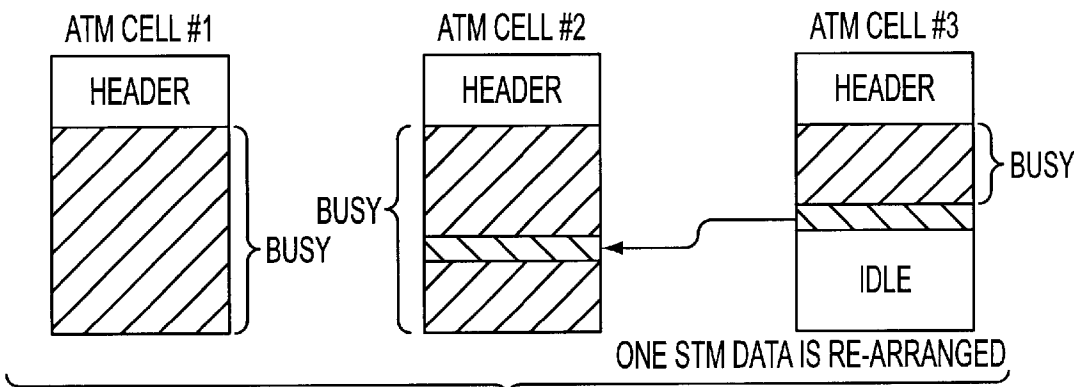 ATM CELL #1
HEADER
BUSY
ATM CELL #2
HEADER
BUSY
ATM CELL #3
HEADER
BUSY
IDLE
ONE STM DATA IS RE-ARRANGED